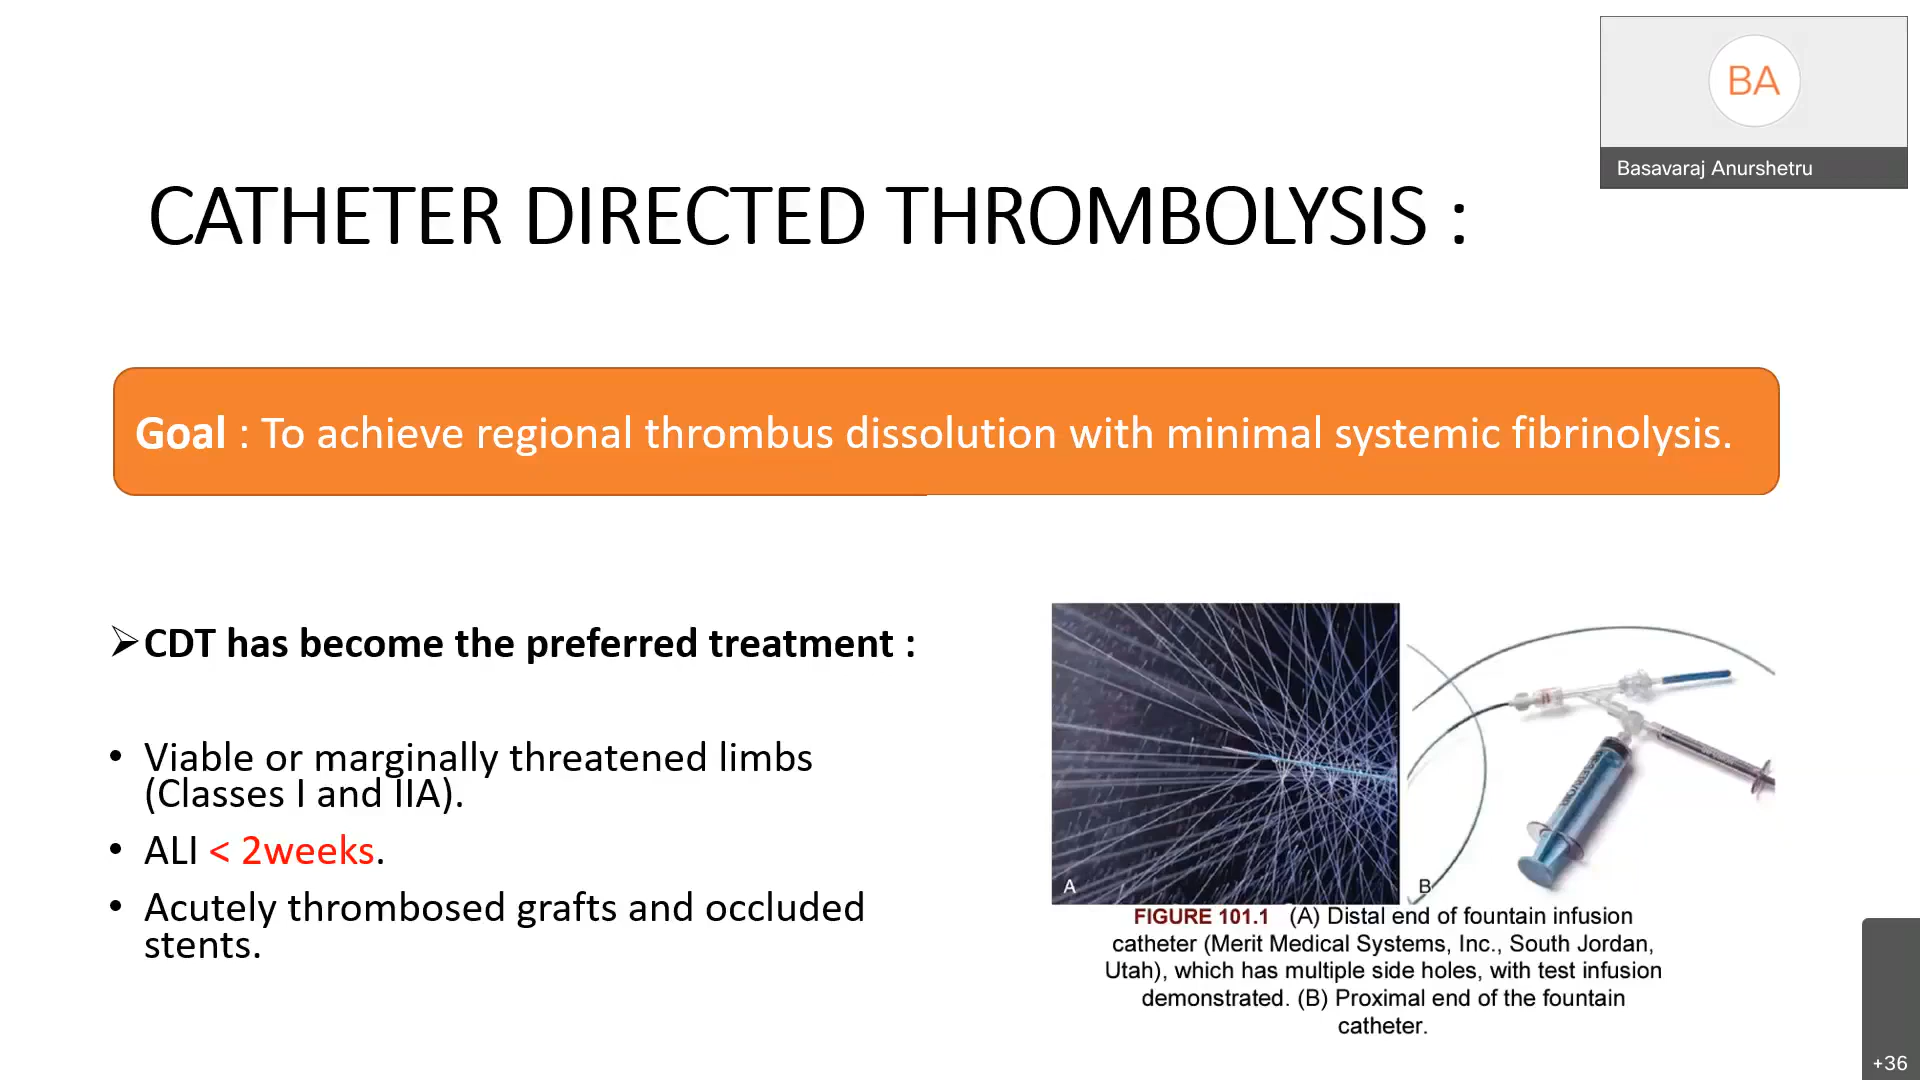 BA
Basavaraj Anurshetru
CATHETER DIRECTED THROMBOLYSIS :
Goal : To achieve regional thrombus dissolution with minimal systemic fibrinolysis.
➢CDT has become the preferred treatment :
• Viable or marginally threatened limbs
(Classes I and IIA).
• ALI < 2weeks.
• Acutely thrombosed grafts and occluded
stents.
A
B
FIGURE 101.1 (A) Distal end of fountain infusion
catheter (Merit Medical Systems, Inc., South Jordan,
Utah), which has multiple side holes, with test infusion
demonstrated. (B) Proximal end of the fountain
catheter.
+36